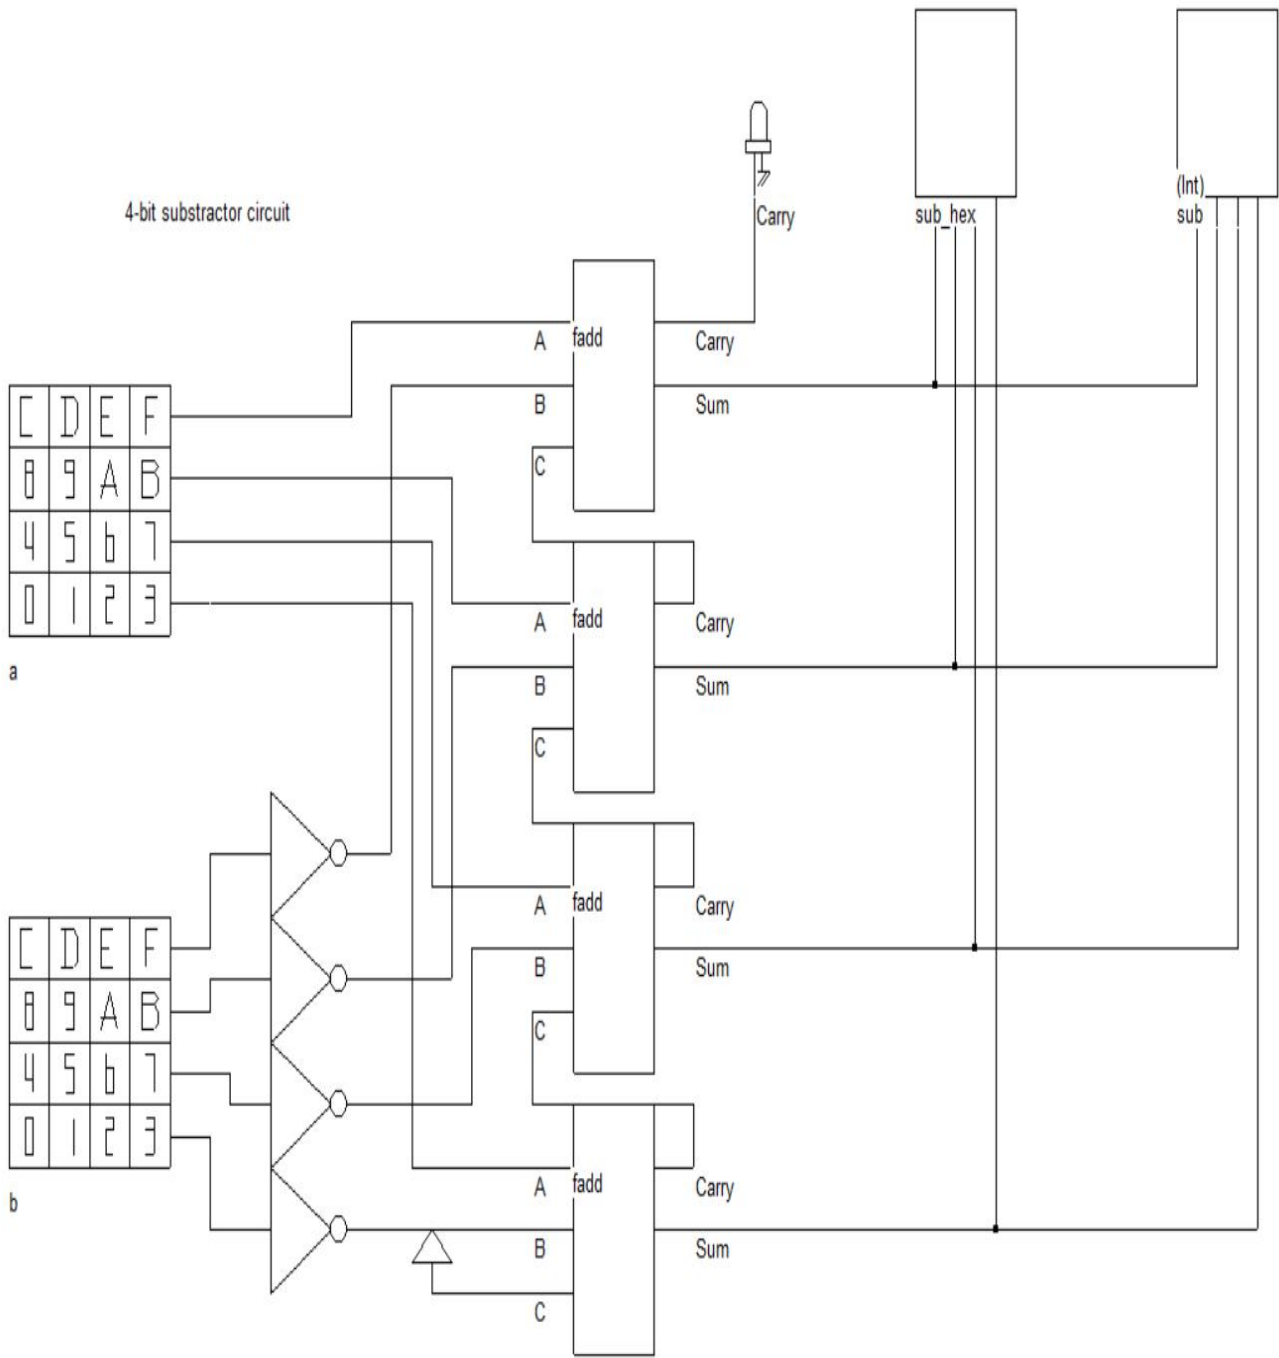 (Int)
4-bit substractor circuit
Carry
sub_hex
sub
A
fadd
Carry
B
Sum
C
C D E F
8 9 A B
4 5 b 7
0 1 2 3
a
A
fadd
Carry
B
Sum
C
A
fadd
Carry
B
Sum
C
C D E F
8 9 A B
4 5 b 7
0 1 2 3
b
A
fadd
Carry
B
Sum
C